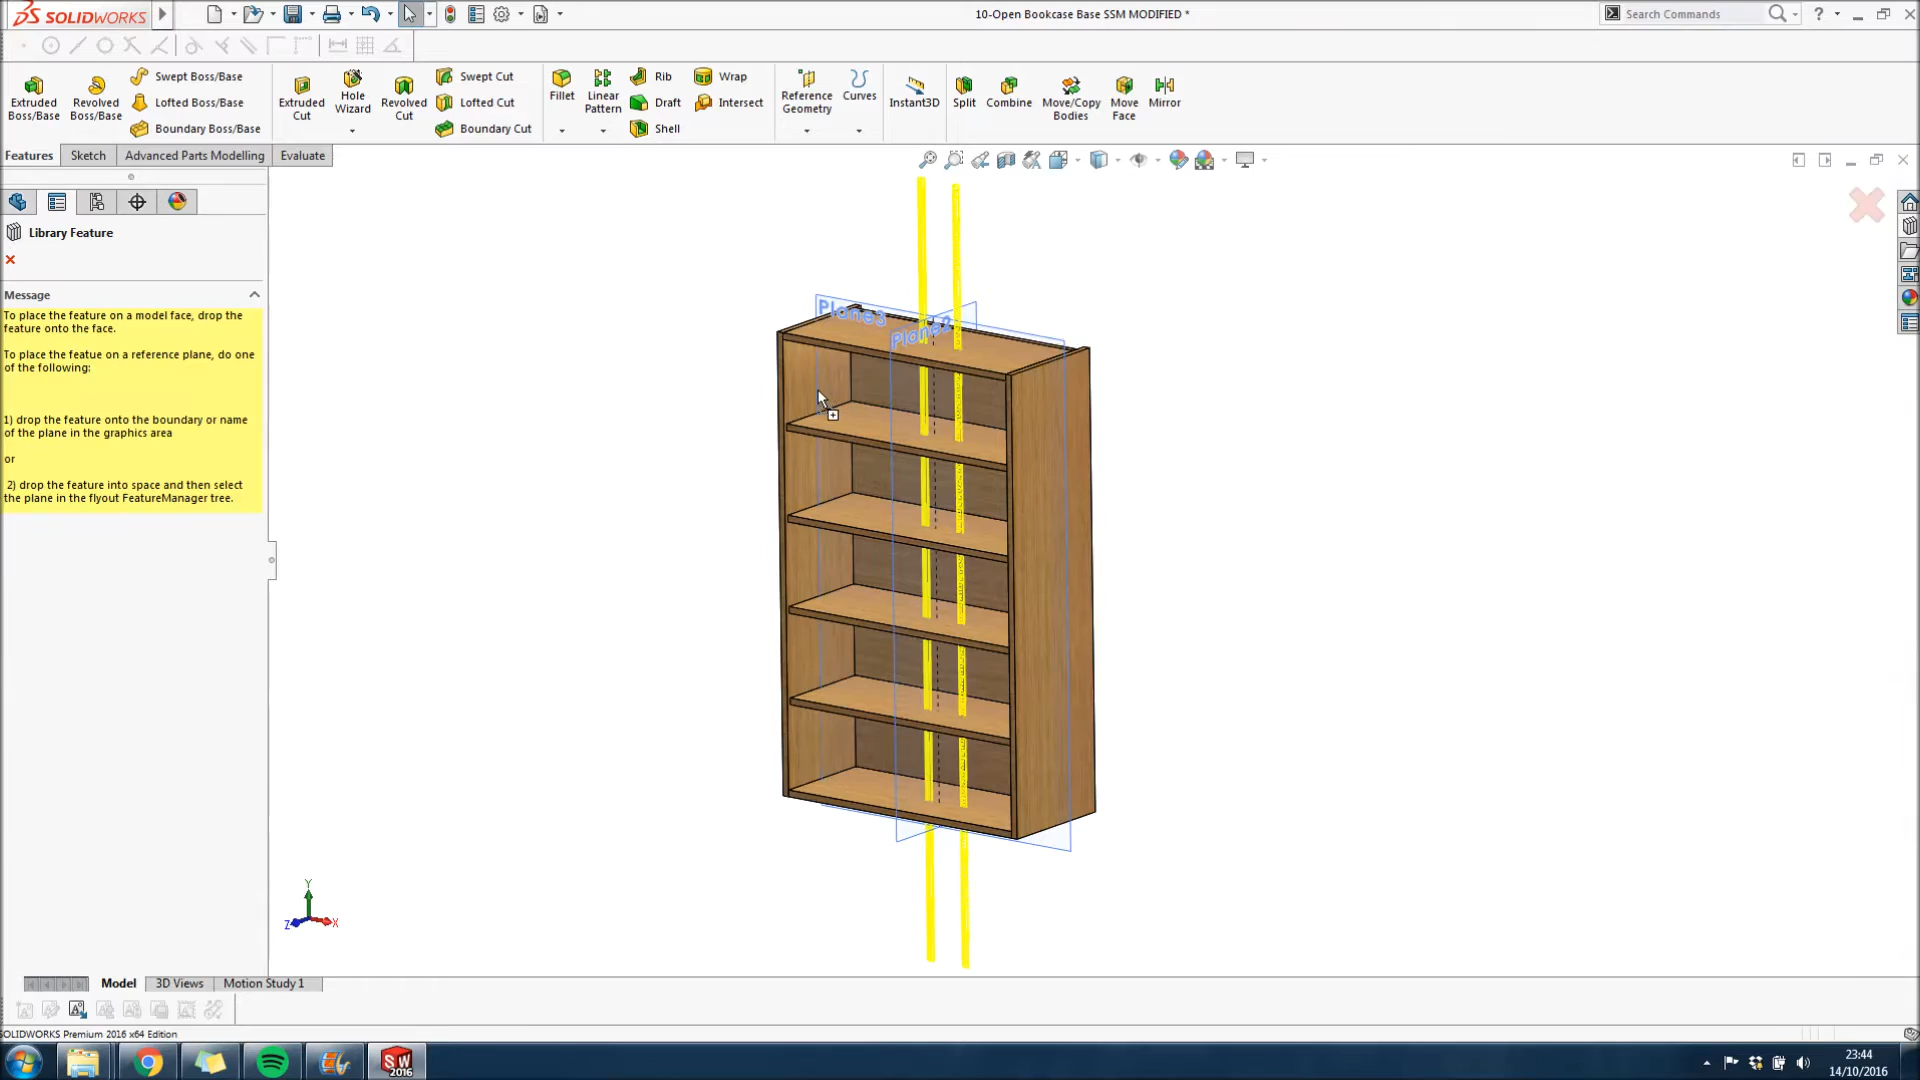 SOLIDWORKS
10-Open Bookcase Base SSM MODIFIED *
Search Commands
?
Extruded Boss/Base
Revolved Boss/Base
Swept Boss/Base
Lofted Boss/Base
Boundary Boss/Base
Extruded Cut
Hole Wizard
Revolved Cut
Swept Cut
Lofted Cut
Boundary Cut
Fillet
Linear Pattern
Rib
Draft
Shell
Wrap
Intersect
Reference Geometry
Curves
Instant3D
Split
Combine
Move/Copy Bodies
Move Face
Mirror
Features
Sketch
Advanced Parts Modelling
Evaluate
Library Feature
Message
To place the feature on a model face, drop the
feature onto the face.
To place the featue on a reference plane, do one
of the following:
1) drop the feature onto the boundary or name
of the plane in the graphics area
or
2) drop the feature into space and then select
the plane in the flyout FeatureManager tree.
Plane3
Plane2
Y
Z
X
Model
3D Views
Motion Study 1
SOLIDWORKS Premium 2016 x64 Edition
SW
2016
23:44
14/10/2016